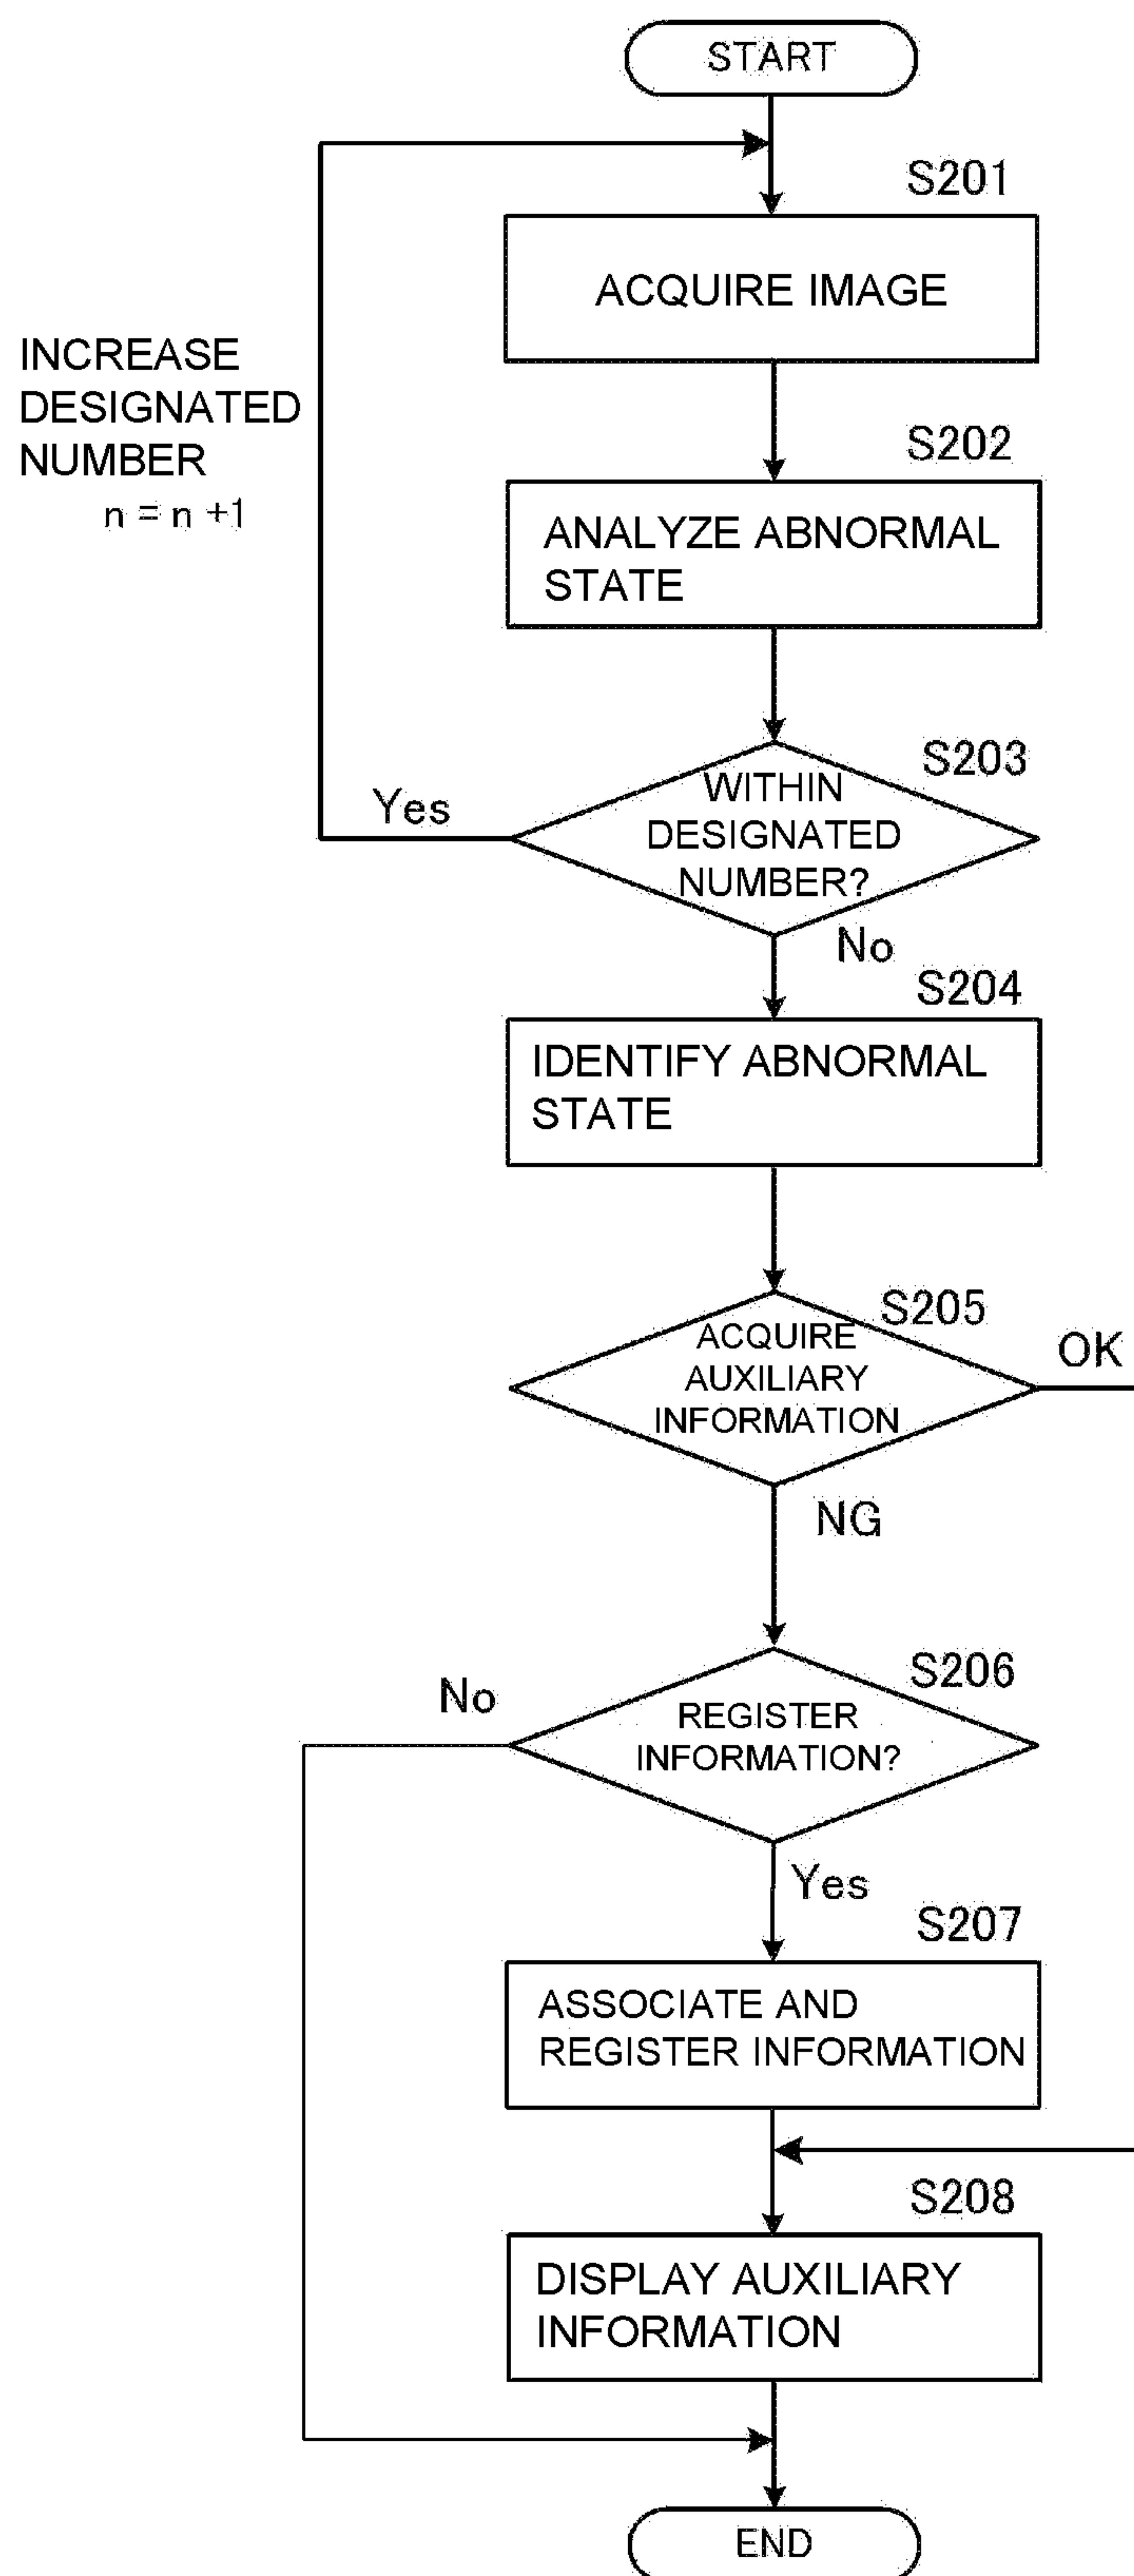 START
S201
ACQUIRE IMAGE
INCREASE
DESIGNATED
NUMBER
n = n +1
S202
ANALYZE ABNORMAL
STATE
S203
WITHIN
DESIGNATED
NUMBER?
Yes
No
S204
IDENTIFY ABNORMAL
STATE
S205
ACQUIRE
AUXILIARY
INFORMATION
OK
NG
S206
REGISTER
INFORMATION?
No
Yes
S207
ASSOCIATE AND
REGISTER INFORMATION
S208
DISPLAY AUXILIARY
INFORMATION
END